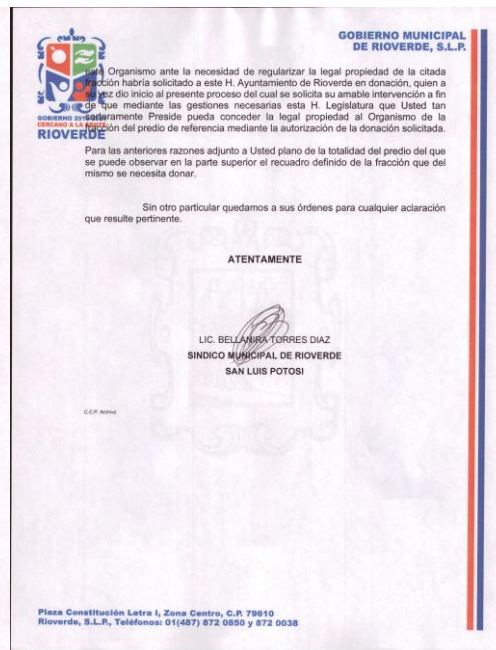 GOBIERNO MUNICIPAL
DE RIOVERDE, S.L.P.
este Organismo ante la necesidad de regularizar la legal propiedad de la citada
fracción habría solicitado a este H. Ayuntamiento de Rioverde en donación, quien a
su vez dio inicio al presente proceso del cual se solicita su amable intervención a fin
de que mediante las gestiones necesarias esta H. Legislatura que Usted tan
certeramente Preside pueda conceder la legal propiedad al Organismo de la
fracción del predio de referencia mediante la autorización de la donación solicitada.
GOBIERNO
CERCANO A LA
RIOVERDE
Para las anteriores razones adjunto a Usted plano de la totalidad del predio del que
se puede observar en la parte superior el recuadro definido de la fracción que del
mismo se necesita donar.
Sin otro particular quedamos a sus órdenes para cualquier aclaración
que resulte pertinente.
ATENTAMENTE
LIC. BELLANIRA TORRES DIAZ
SINDICO MUNICIPAL DE RIOVERDE
SAN LUIS POTOSI
C.C.P. Archivo
Plaza Constitución Letra I, Zona Centro, C.P. 79610
Rioverde, S.L.P., Teléfonos: 01(487) 872 0850 y 872 0038